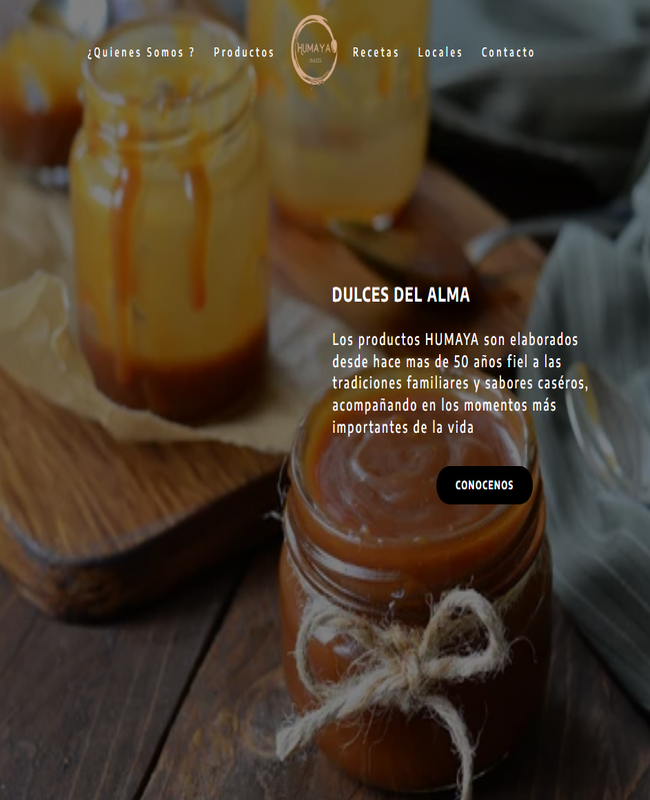 ¿Quienes Somos ? Productos HUMAYA Recetas Locales Contacto
DULCES DEL ALMA
Los productos HUMAYA son elaborados
desde hace mas de 50 años fiel a las
tradiciones familiares y sabores caséros,
acompañando en los momentos más
importantes de la vida
CONOCENOS